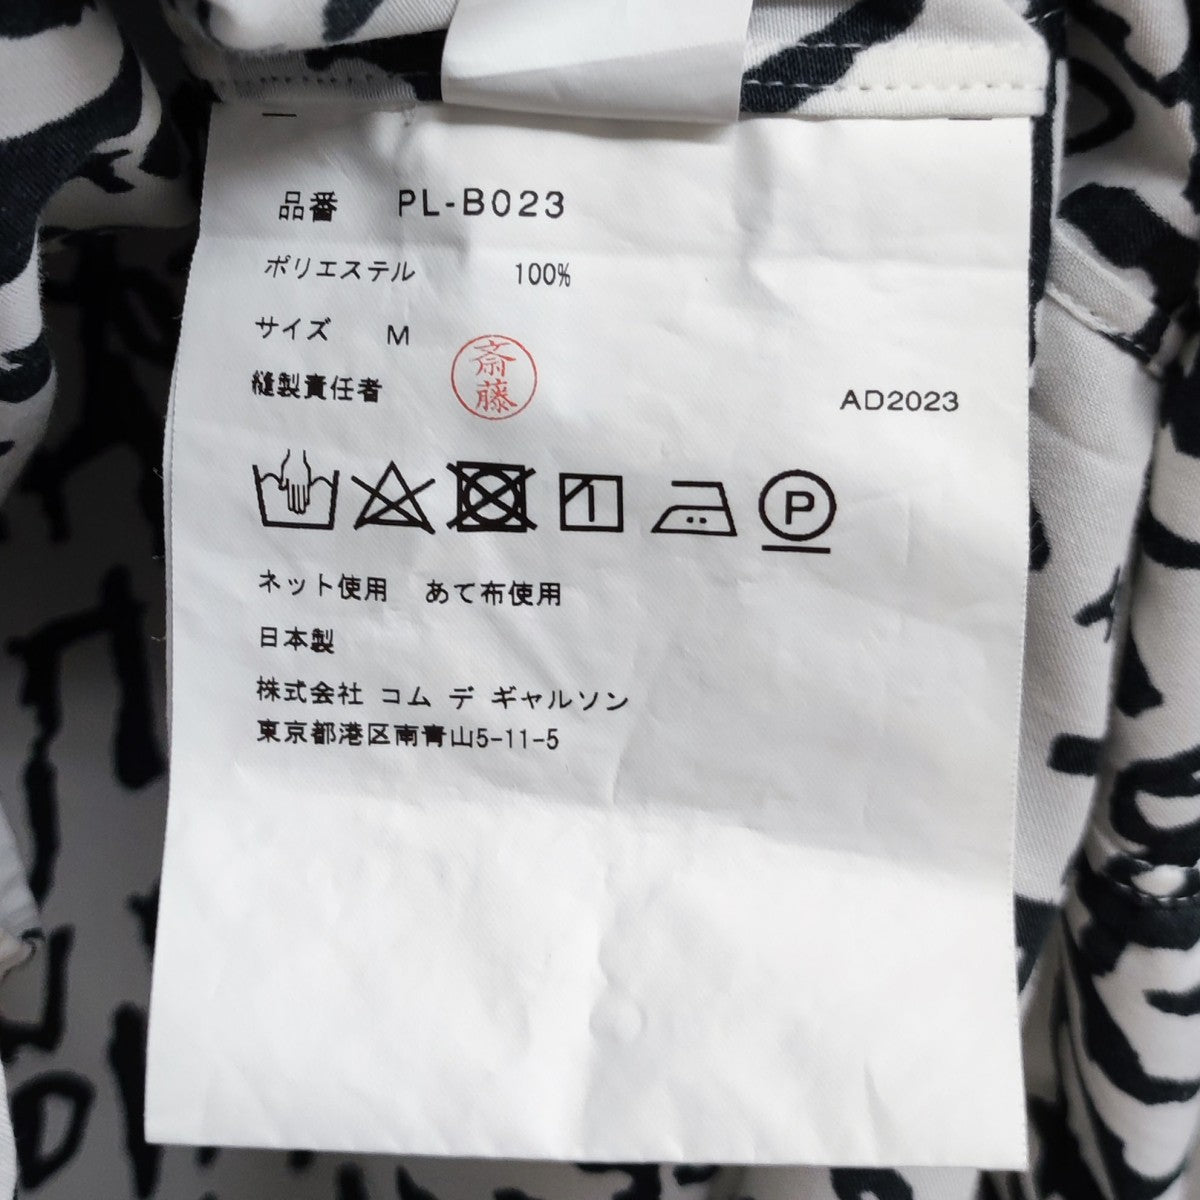 品番 PL-B023
ポリエステル 100%
サイズ M
縫製責任者 斎藤
AD2023
ネット使用 あて布使用
日本製
株式会社 コム デ ギャルソン
東京都港区南青山5-11-5